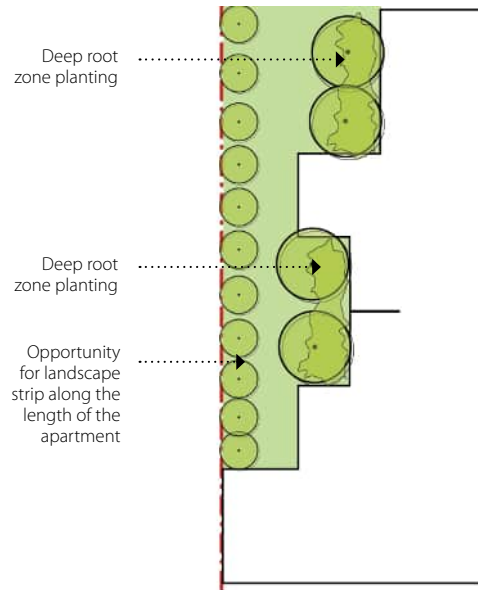 Deep root
zone planting
Deep root
zone planting
Opportunity
for landscape
strip along the
length of the
apartment